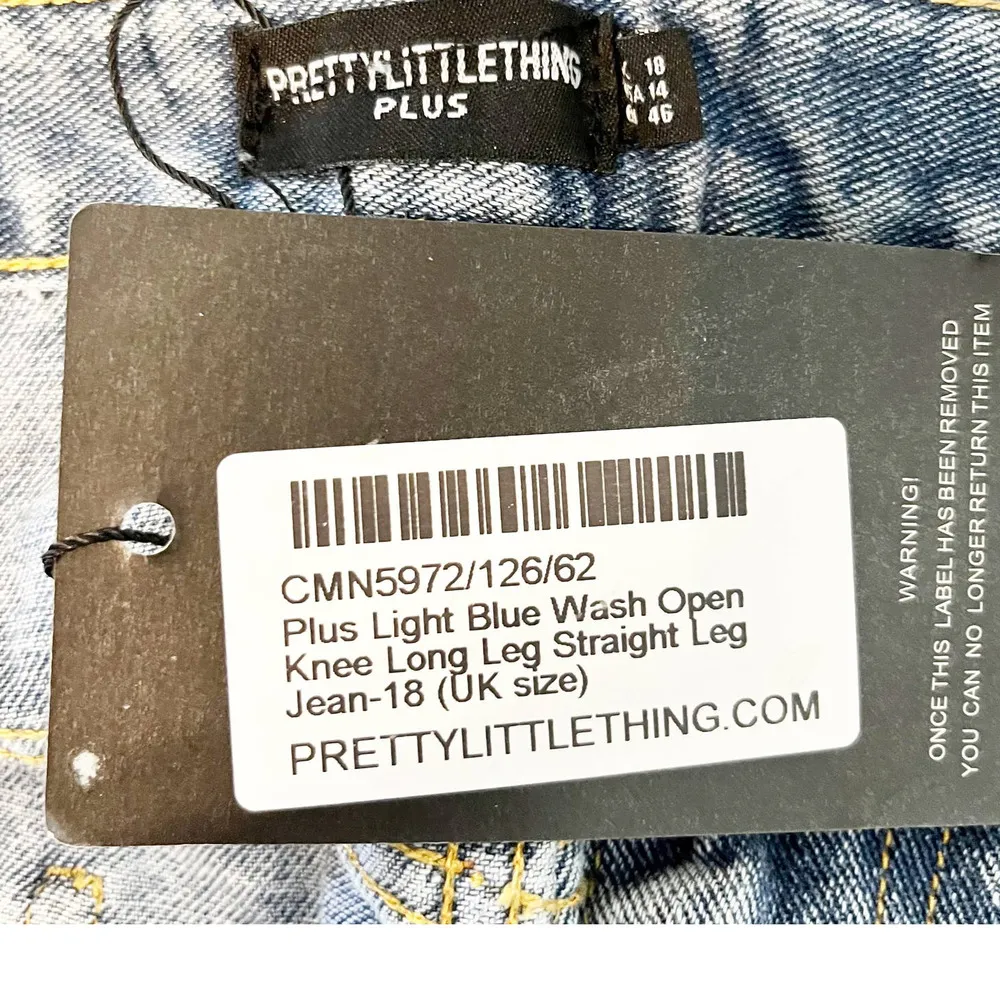 PRETTYLITTLETHING
PLUS
18
14
46
CMN5972/126/62
Plus Light Blue Wash Open
Knee Long Leg Straight Leg
Jean-18 (UK size)
PRETTYLITTLETHING.COM
WARNING!
ONCE THIS LABEL HAS BEEN REMOVED
YOU CAN NO LONGER RETURN THIS ITEM